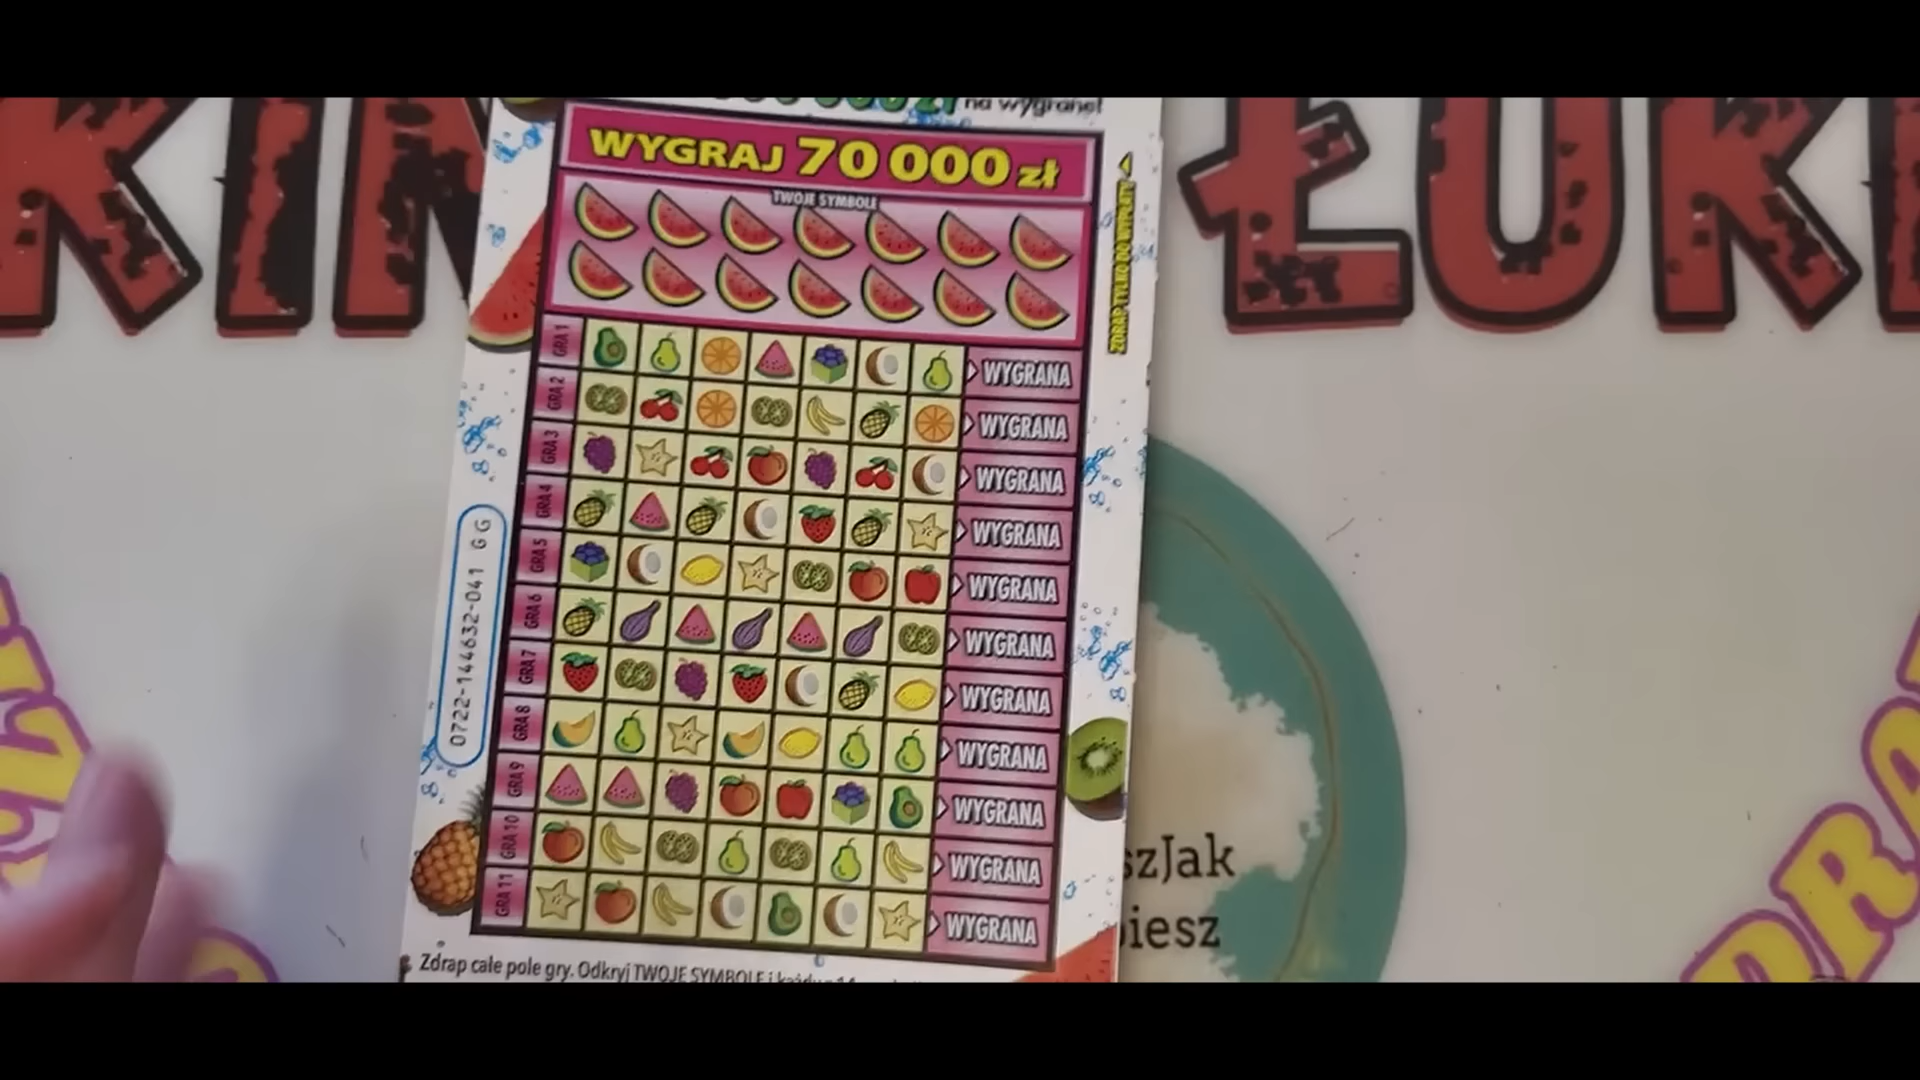 na wygrane!
WYGRAJ 70 000 zł
TWOJE SYMBOLE
ZDRAP TYLKO DO WYPŁATY
GRA 1 WYGRANA
GRA 2 WYGRANA
GRA 3 WYGRANA
GRA 4 WYGRANA
GRA 5 WYGRANA
GRA 6 WYGRANA
GRA 7 WYGRANA
GRA 8 WYGRANA
GRA 9 WYGRANA
GRA 10 WYGRANA
GRA 11 WYGRANA
0722-144632-041 GG
Zdrap całe pole gry. Odkryj TWOJE SYMBOLE i
KIN
ŁUK
szJak
piesz